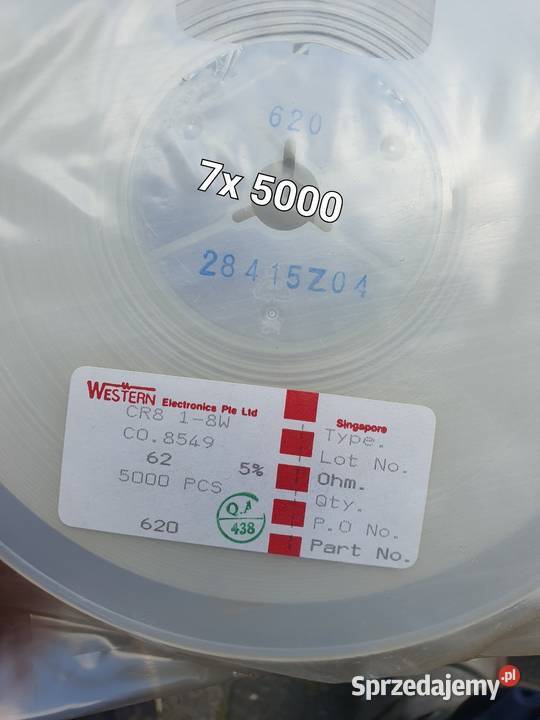 620
7x 5000
28415Z04
WESTERN Electronics Pte Ltd
Singapore
CR8 1-8W Type.
CO.8549 Lot No.
62 5% Ohm.
5000 PCS Qty.
Q.A P.O No.
438
620 Part No.
Sprzedajemy.pl